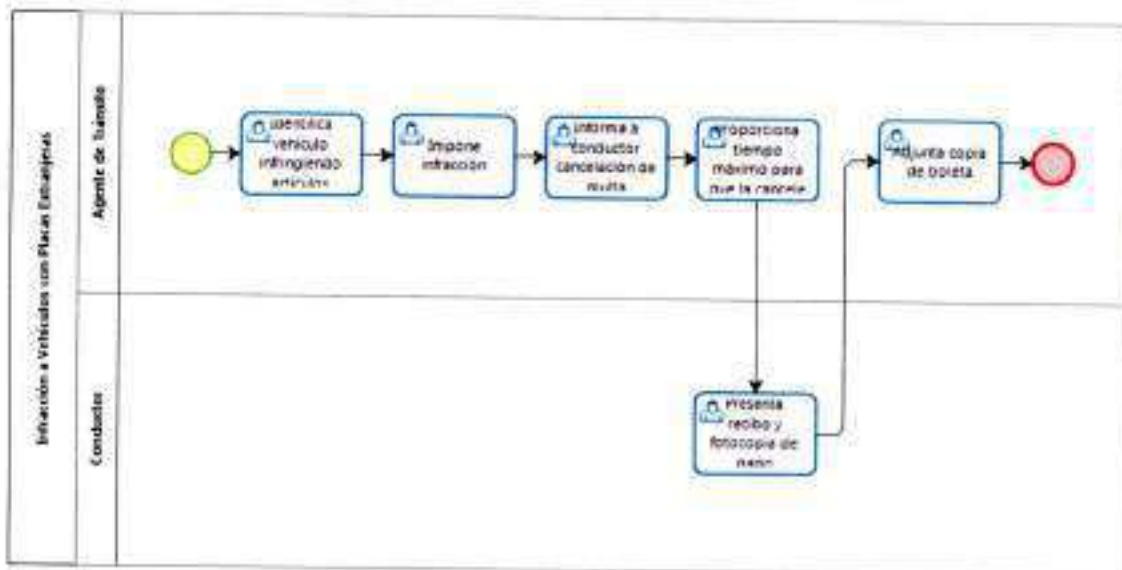 Infracción a Vehículos con Placas Extranjeras
Agente de Tránsito
Conductor
Identifica
vehículo
infringiendo
artículos
Impone
infracción
Informa a
conductor
cancelación de
multa
Proporciona
tiempo
máximo para
que la cancele
Adjunta copia
de boleta
Presenta
recibo y
fotocopia de
pago